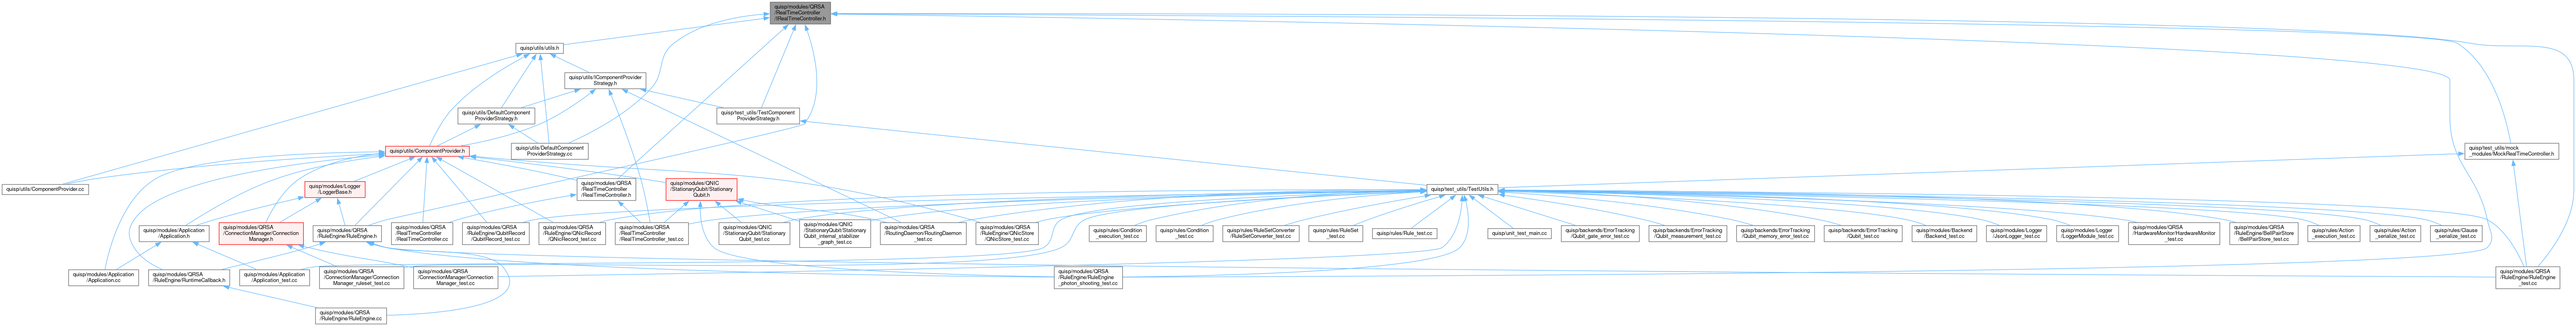 quisp/modules/QRSA
/RealTimeController
/IRealTimeController.h
quisp/utils/utils.h
quisp/utils/IComponentProvider
Strategy.h
quisp/utils/DefaultComponent
ProviderStrategy.h
quisp/test_utils/TestComponent
ProviderStrategy.h
quisp/utils/ComponentProvider.h
quisp/utils/DefaultComponent
ProviderStrategy.cc
quisp/test_utils/mock
_modules/MockRealTimeController.h
quisp/utils/ComponentProvider.cc
quisp/modules/Logger
/LoggerBase.h
quisp/modules/QRSA
/RealTimeController
/RealTimeController.h
quisp/modules/QNIC
/StationaryQubit/Stationary
Qubit.h
quisp/test_utils/TestUtils.h
quisp/modules/Application
/Application.h
quisp/modules/QRSA
/ConnectionManager/Connection
Manager.h
quisp/modules/QRSA
/RuleEngine/RuleEngine.h
quisp/modules/QRSA
/RealTimeController
/RealTimeController.cc
quisp/modules/QRSA
/RuleEngine/QubitRecord
/QubitRecord_test.cc
quisp/modules/QRSA
/RuleEngine/QNicRecord
/QNicRecord_test.cc
quisp/modules/QRSA
/RealTimeController
/RealTimeController_test.cc
quisp/modules/QNIC
/StationaryQubit/Stationary
Qubit_test.cc
quisp/modules/QNIC
/StationaryQubit/Stationary
Qubit_internal_stabilizer
_graph_test.cc
quisp/modules/QRSA
/RoutingDaemon/RoutingDaemon
_test.cc
quisp/modules/QRSA
/RuleEngine/QNicStore
/QNicStore_test.cc
quisp/rules/Condition
_execution_test.cc
quisp/rules/Condition
_test.cc
quisp/rules/RuleSetConverter
/RuleSetConverter_test.cc
quisp/rules/RuleSet
_test.cc
quisp/rules/Rule_test.cc
quisp/unit_test_main.cc
quisp/backends/ErrorTracking
/Qubit_gate_error_test.cc
quisp/backends/ErrorTracking
/Qubit_measurement_test.cc
quisp/backends/ErrorTracking
/Qubit_memory_error_test.cc
quisp/backends/ErrorTracking
/Qubit_test.cc
quisp/modules/Backend
/Backend_test.cc
quisp/modules/Logger
/JsonLogger_test.cc
quisp/modules/Logger
/LoggerModule_test.cc
quisp/modules/QRSA
/HardwareMonitor/HardwareMonitor
_test.cc
quisp/modules/QRSA
/RuleEngine/BellPairStore
/BellPairStore_test.cc
quisp/rules/Action
_execution_test.cc
quisp/rules/Action
_serialize_test.cc
quisp/rules/Clause
_serialize_test.cc
quisp/modules/Application
/Application.cc
quisp/modules/QRSA
/RuleEngine/RuntimeCallback.h
quisp/modules/Application
/Application_test.cc
quisp/modules/QRSA
/ConnectionManager/Connection
Manager_ruleset_test.cc
quisp/modules/QRSA
/ConnectionManager/Connection
Manager_test.cc
quisp/modules/QRSA
/RuleEngine/RuleEngine
_photon_shooting_test.cc
quisp/modules/QRSA
/RuleEngine/RuleEngine
_test.cc
quisp/modules/QRSA
/RuleEngine/RuleEngine.cc